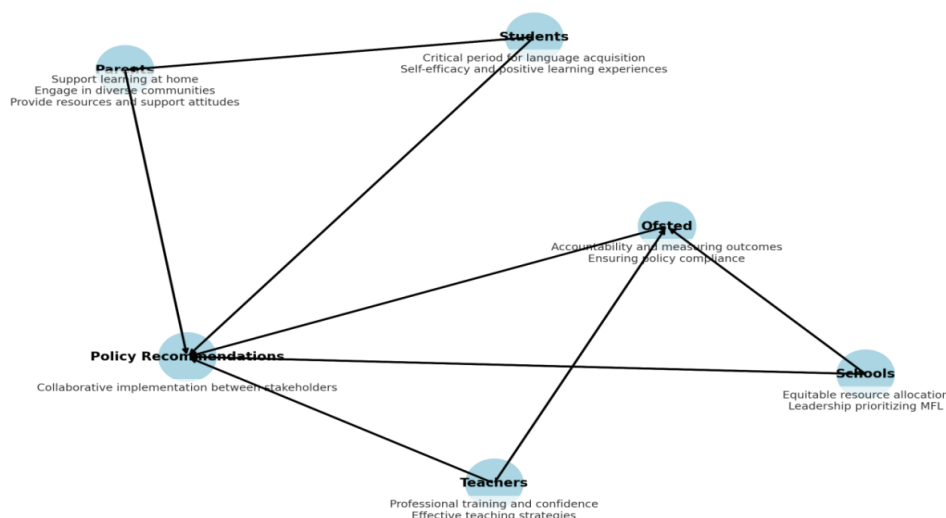 Students
Critical period for language acquisition
Self-efficacy and positive learning experiences
Parents
Support learning at home
Engage in diverse communities
Provide resources and support attitudes
Ofsted
Accountability and measuring outcomes
Ensuring policy compliance
Policy Recommendations
Collaborative implementation between stakeholders
Schools
Equitable resource allocation
Leadership prioritizing MFL
Teachers
Professional training and confidence
Effective teaching strategies